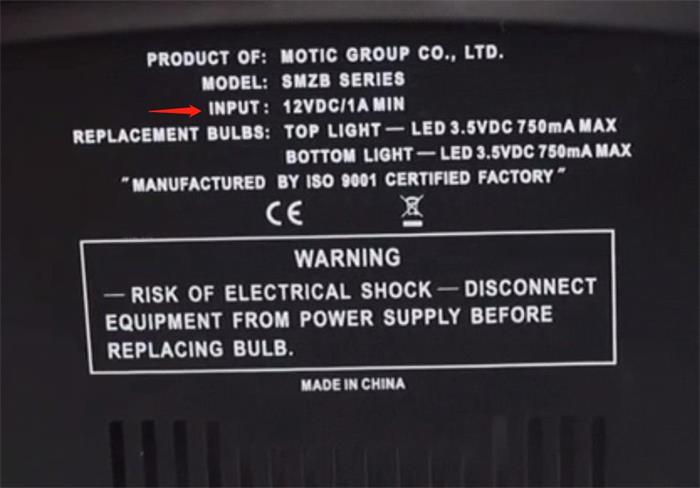 PRODUCT OF: MOTIC GROUP CO., LTD.
MODEL: SMZB SERIES
INPUT: 12VDC/1A MIN
REPLACEMENT BULBS: TOP LIGHT — LED 3.5VDC 750mA MAX
BOTTOM LIGHT — LED 3.5VDC 750mA MAX
"MANUFACTURED BY ISO 9001 CERTIFIED FACTORY"
CE
WARNING
— RISK OF ELECTRICAL SHOCK — DISCONNECT
EQUIPMENT FROM POWER SUPPLY BEFORE
REPLACING BULB.
MADE IN CHINA